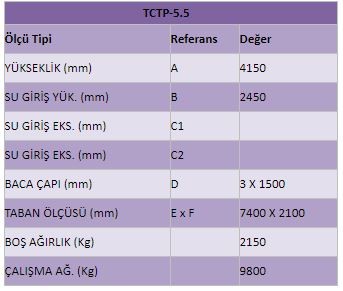 TCTP-5.5
Ölçü Tipi Referans Değer
YÜKSEKLİK (mm) A 4150
SU GİRİŞ YÜK. (mm) B 2450
SU GİRİŞ EKS. (mm) C1
SU GİRİŞ EKS. (mm) C2
BACA ÇAPI (mm) D 3 X 1500
TABAN ÖLÇÜSÜ (mm) E x F 7400 X 2100
BOŞ AĞIRLIK (Kg) 2150
ÇALIŞMA AĞ. (Kg) 9800